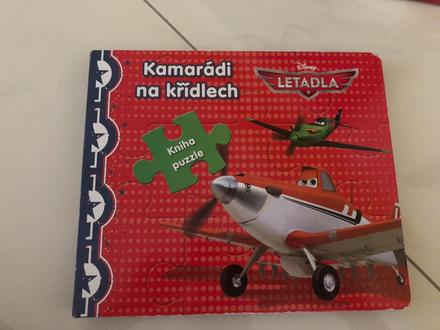 Kamarádi
na křídlech
Disney
LETADLA
Kniha
puzzle